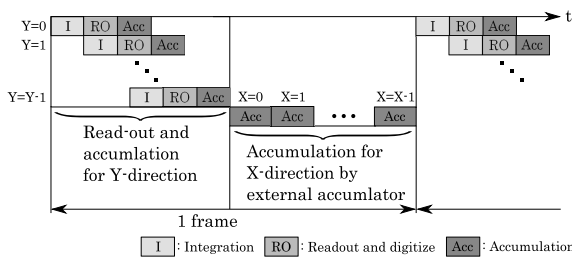 Y=0 I RO Acc I RO Acc t
Y=1 I RO Acc I RO Acc
Y=Y-1 I RO Acc X=0 X=1 X=X-1
Acc Acc Acc
Read-out and
accumlation
for Y-direction
Accumulation for
X-direction by
external accumlator
1 frame
I : Integration RO : Readout and digitize Acc : Accumulation